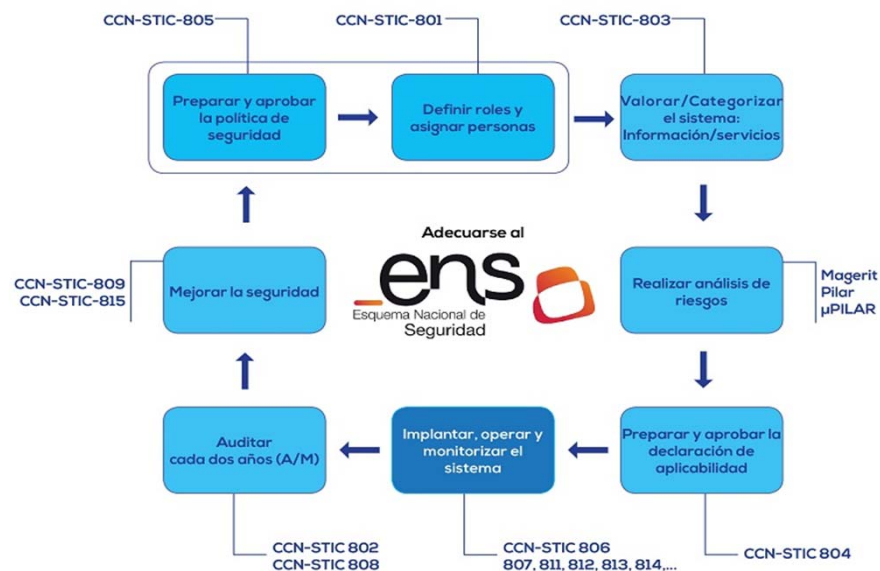 CCN-STIC-805
CCN-STIC-801
CCN-STIC-803
Preparar y aprobar
la política de
seguridad
Definir roles y
asignar personas
Valorar/Categorizar
el sistema:
Información/servicios
Adecuarse al
ens
Esquema Nacional de
Seguridad
CCN-STIC-809
CCN-STIC-815
Mejorar la seguridad
Realizar análisis de
riesgos
Magerit
Pilar
µPILAR
Auditar
cada dos años (A/M)
Implantar, operar y
monitorizar el
sistema
Preparar y aprobar la
declaración de
aplicabilidad
CCN-STIC 802
CCN-STIC 808
CCN-STIC 806
807, 811, 812, 813, 814,...
CCN-STIC 804